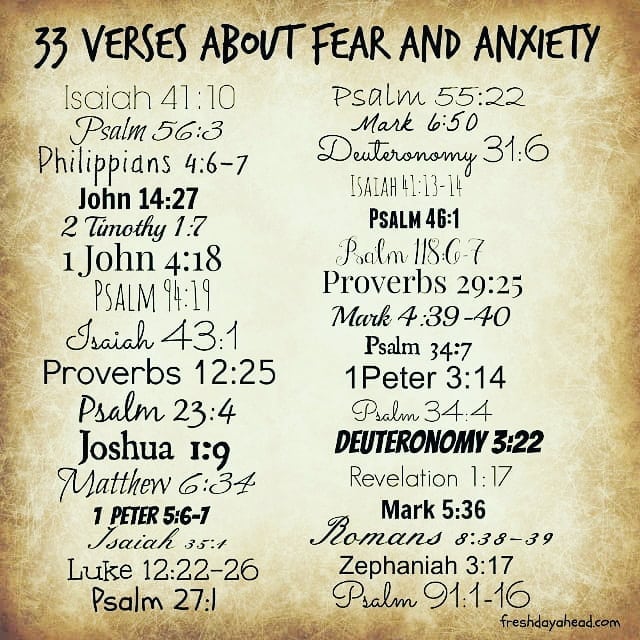 33 VERSES ABOUT FEAR AND ANXIETY
Isaiah 41:10
Psalm 56:3
Philippians 4:6-7
John 14:27
2 Timothy 1:7
1 John 4:18
PSALM 94:19
Isaiah 43:1
Proverbs 12:25
Psalm 23:4
Joshua 1:9
Matthew 6:34
1 PETER 5:6-7
Isaiah 35:4
Luke 12:22-26
Psalm 27:1
Psalm 55:22
Mark 6:50
Deuteronomy 31:6
ISAIAH 41:13-14
PSALM 46:1
Psalm 118:6-7
Proverbs 29:25
Mark 4:39-40
Psalm 34:7
1Peter 3:14
Psalm 34:4
DEUTERONOMY 3:22
Revelation 1:17
Mark 5:36
Romans 8:38-39
Zephaniah 3:17
Psalm 91:1-16
freshdayahead.com